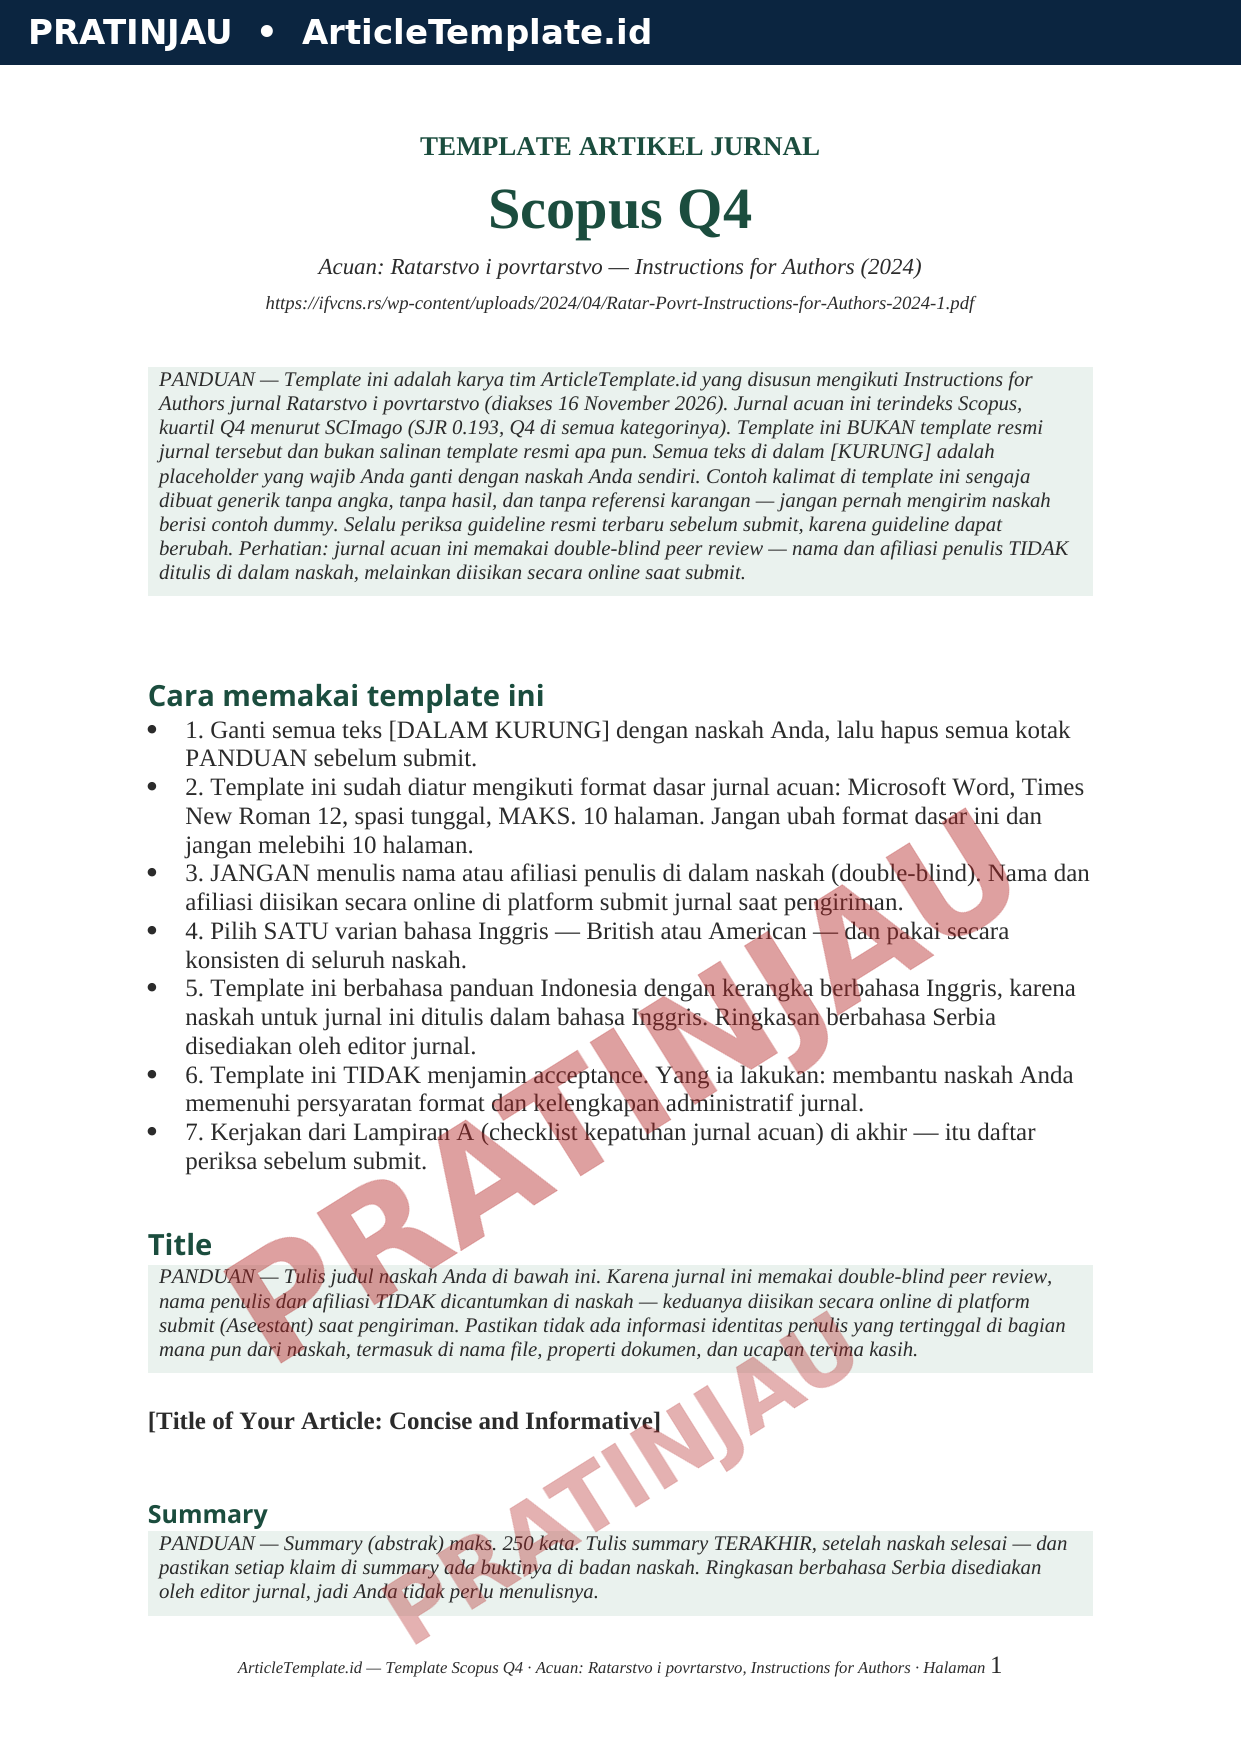 PRATINJAU • ArticleTemplate.id
TEMPLATE ARTIKEL JURNAL
Scopus Q4
Acuan: Ratarstvo i povrtarstvo — Instructions for Authors (2024)
https://ifvcns.rs/wp-content/uploads/2024/04/Ratar-Povrt-Instructions-for-Authors-2024-1.pdf
PANDUAN — Template ini adalah karya tim ArticleTemplate.id yang disusun mengikuti Instructions for
Authors jurnal Ratarstvo i povrtarstvo (diakses 16 November 2026). Jurnal acuan ini terindeks Scopus,
kuartil Q4 menurut SCImago (SJR 0.193, Q4 di semua kategorinya). Template ini BUKAN template resmi
jurnal tersebut dan bukan salinan template resmi apa pun. Semua teks di dalam [KURUNG] adalah
placeholder yang wajib Anda ganti dengan naskah Anda sendiri. Contoh kalimat di template ini sengaja
dibuat generik tanpa angka, tanpa hasil, dan tanpa referensi karangan — jangan pernah mengirim naskah
berisi contoh dummy. Selalu periksa guideline resmi terbaru sebelum submit, karena guideline dapat
berubah. Perhatian: jurnal acuan ini memakai double-blind peer review — nama dan afiliasi penulis TIDAK
ditulis di dalam naskah, melainkan diisikan secara online saat submit.
Cara memakai template ini
• 1. Ganti semua teks [DALAM KURUNG] dengan naskah Anda, lalu hapus semua kotak
PANDUAN sebelum submit.
• 2. Template ini sudah diatur mengikuti format dasar jurnal acuan: Microsoft Word, Times
New Roman 12, spasi tunggal, MAKS. 10 halaman. Jangan ubah format dasar ini dan
jangan melebihi 10 halaman.
• 3. JANGAN menulis nama atau afiliasi penulis di dalam naskah (double-blind). Nama dan
afiliasi diisikan secara online di platform submit jurnal saat pengiriman.
• 4. Pilih SATU varian bahasa Inggris — British atau American — dan pakai secara
konsisten di seluruh naskah.
• 5. Template ini berbahasa panduan Indonesia dengan kerangka berbahasa Inggris, karena
naskah untuk jurnal ini ditulis dalam bahasa Inggris. Ringkasan berbahasa Serbia
disediakan oleh editor jurnal.
• 6. Template ini TIDAK menjamin acceptance. Yang ia lakukan: membantu naskah Anda
memenuhi persyaratan format dan kelengkapan administratif jurnal.
• 7. Kerjakan dari Lampiran A (checklist kepatuhan jurnal acuan) di akhir — itu daftar
periksa sebelum submit.
PRATINJAU
Title
PANDUAN — Tulis judul naskah Anda di bawah ini. Karena jurnal ini memakai double-blind peer review,
nama penulis dan afiliasi TIDAK dicantumkan di naskah — keduanya diisikan secara online di platform
submit (Aseestant) saat pengiriman. Pastikan tidak ada informasi identitas penulis yang tertinggal di bagian
mana pun dari naskah, termasuk di nama file, properti dokumen, dan ucapan terima kasih.
[Title of Your Article: Concise and Informative]
PRATINJAU
Summary
PANDUAN — Summary (abstrak) maks. 250 kata. Tulis summary TERAKHIR, setelah naskah selesai — dan
pastikan setiap klaim di summary ada buktinya di badan naskah. Ringkasan berbahasa Serbia disediakan
oleh editor jurnal, jadi Anda tidak perlu menulisnya.
ArticleTemplate.id — Template Scopus Q4 · Acuan: Ratarstvo i povrtarstvo, Instructions for Authors · Halaman 1